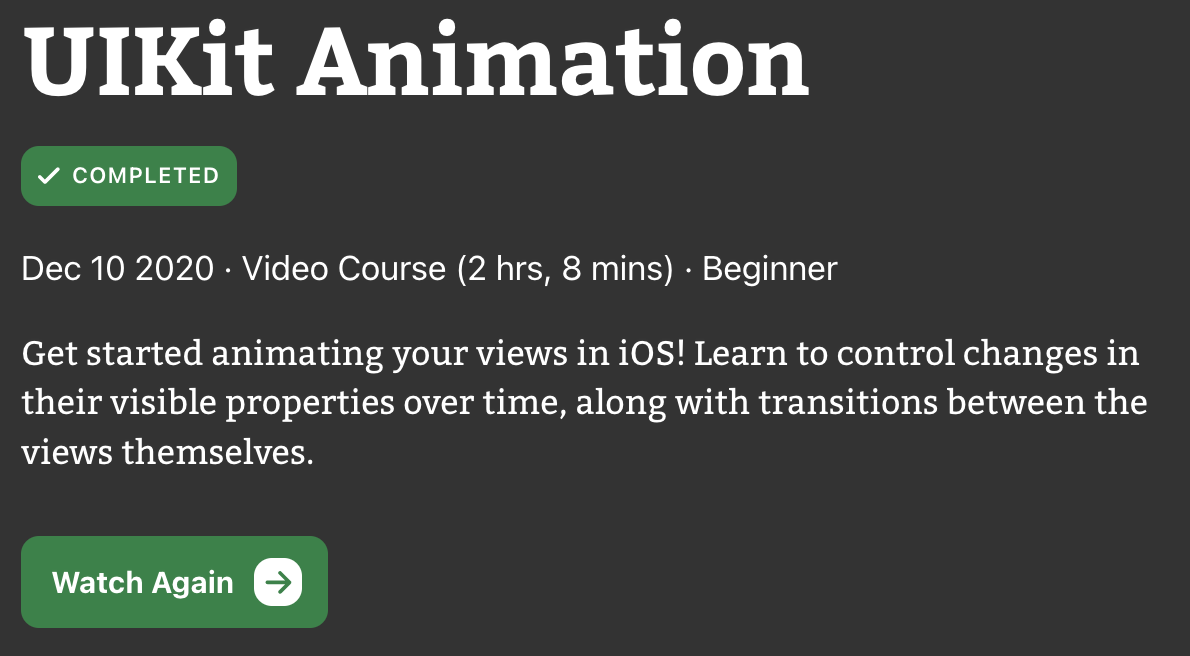 UIKit Animation
COMPLETED
Dec 10 2020 · Video Course (2 hrs, 8 mins) · Beginner
Get started animating your views in iOS! Learn to control changes in
their visible properties over time, along with transitions between the
views themselves.
Watch Again